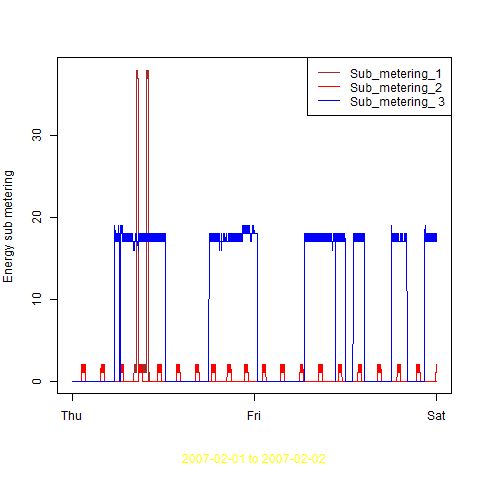 Sub_metering_1
Sub_metering_2
Sub_metering_ 3
Energy sub metering
30
20
10
0
Thu Fri Sat
2007-02-01 to 2007-02-02